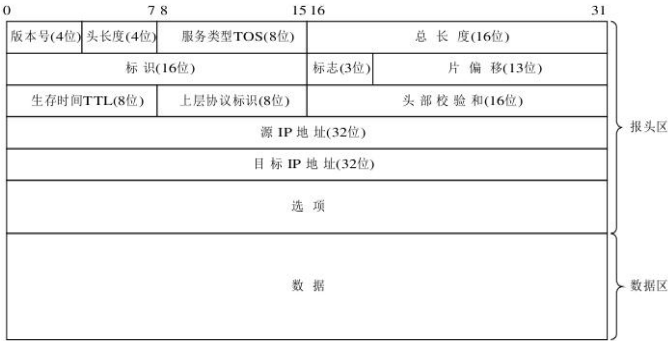 0 7 8 15 16 31
版本号(4位) 头长度(4位) 服务类型TOS(8位) 总 长 度(16位)
标 识(16位) 标志(3位) 片 偏 移(13位)
生存时间TTL(8位) 上层协议标识(8位) 头 部 校 验 和(16位)
报头区
源 IP 地 址(32位)
目 标 IP 地 址(32位)
选 项
数 据 数据区